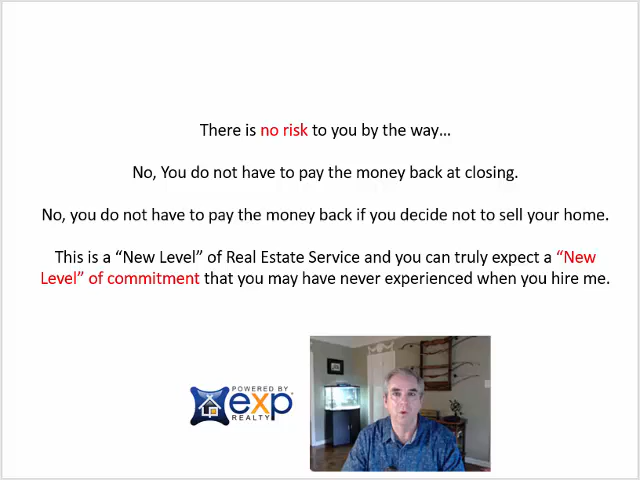 There is no risk to you by the way...
No, You do not have to pay the money back at closing.
No, you do not have to pay the money back if you decide not to sell your home.
This is a “New Level” of Real Estate Service and you can truly expect a “New
Level” of commitment that you may have never experienced when you hire me.
POWERED BY
exp
REALTY